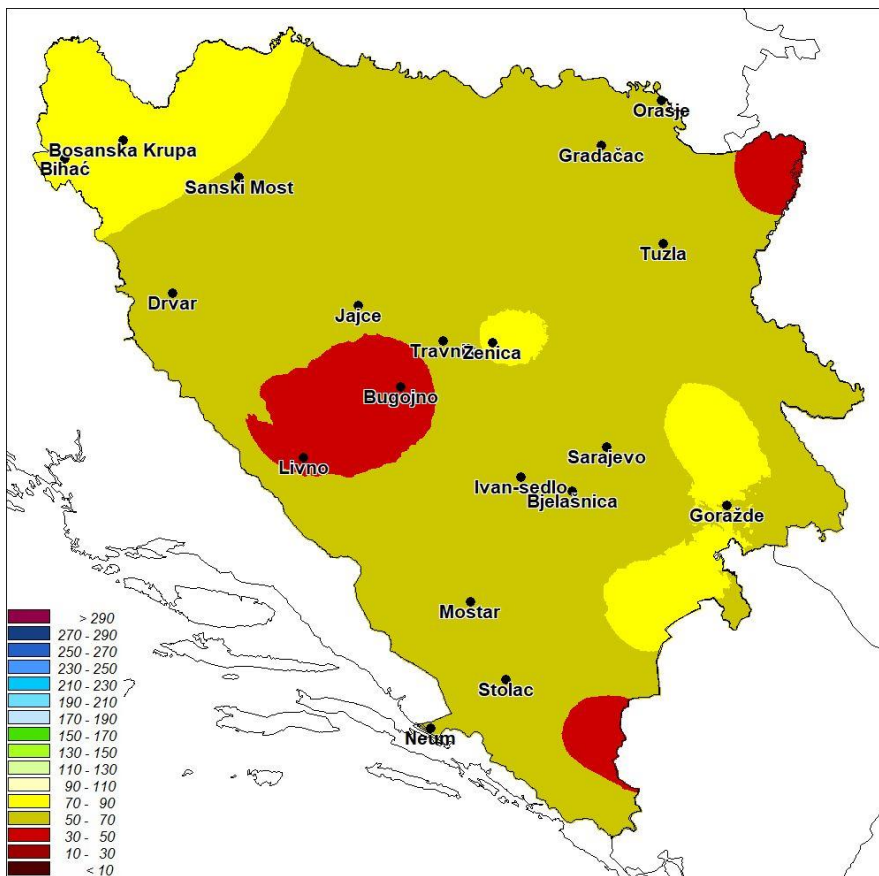 Orašje
Bosanska Krupa
Bihać
Gradačac
Sanski Most
Tuzla
Drvar
Jajce
Travnik
Zenica
Bugojno
Livno
Sarajevo
Ivan-sedlo
Bjelašnica
Goražde
Mostar
Stolac
Neum
> 290
270 - 290
250 - 270
230 - 250
210 - 230
190 - 210
170 - 190
150 - 170
130 - 150
110 - 130
90 - 110
70 - 90
50 - 70
30 - 50
10 - 30
< 10